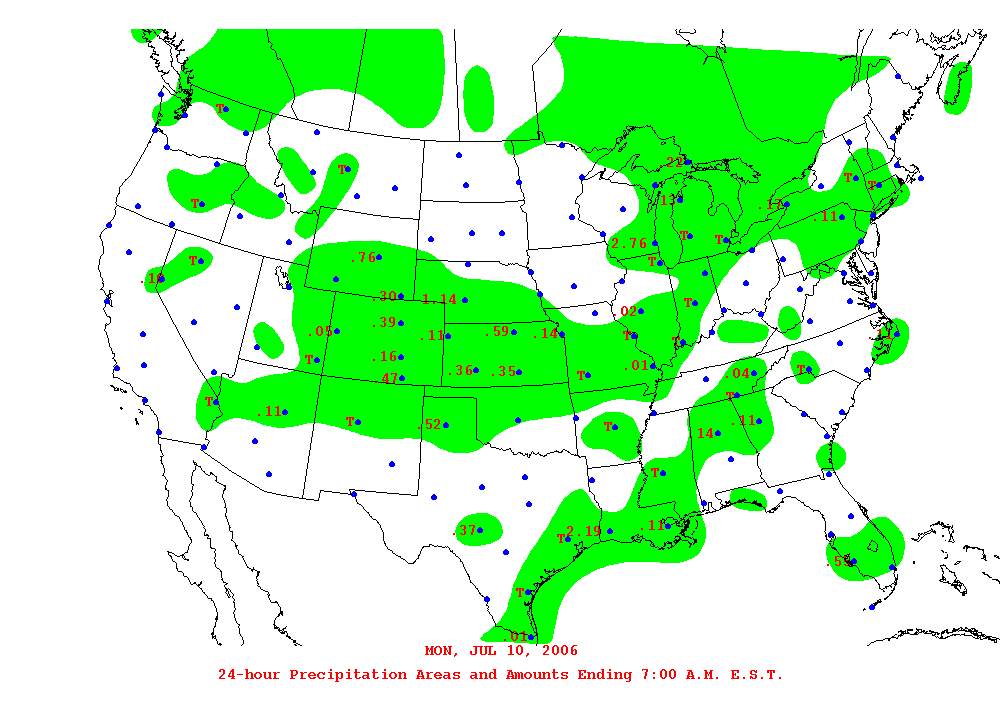 T
.22
T
T T
.13
T
.17
.11
T T
2.76
T
.76
T
.18
.30 1.14
T
.02
.39
.05
.11 .59 .14
T
T
.11
.16
T
.01
.36 .35
T
.04
T
.47
T
T
.11
T
.52
T
.14
.11
T
.37
T
2.19
.11
T
.01
MON, JUL 10, 2006
24-hour Precipitation Areas and Amounts Ending 7:00 A.M. E.S.T.